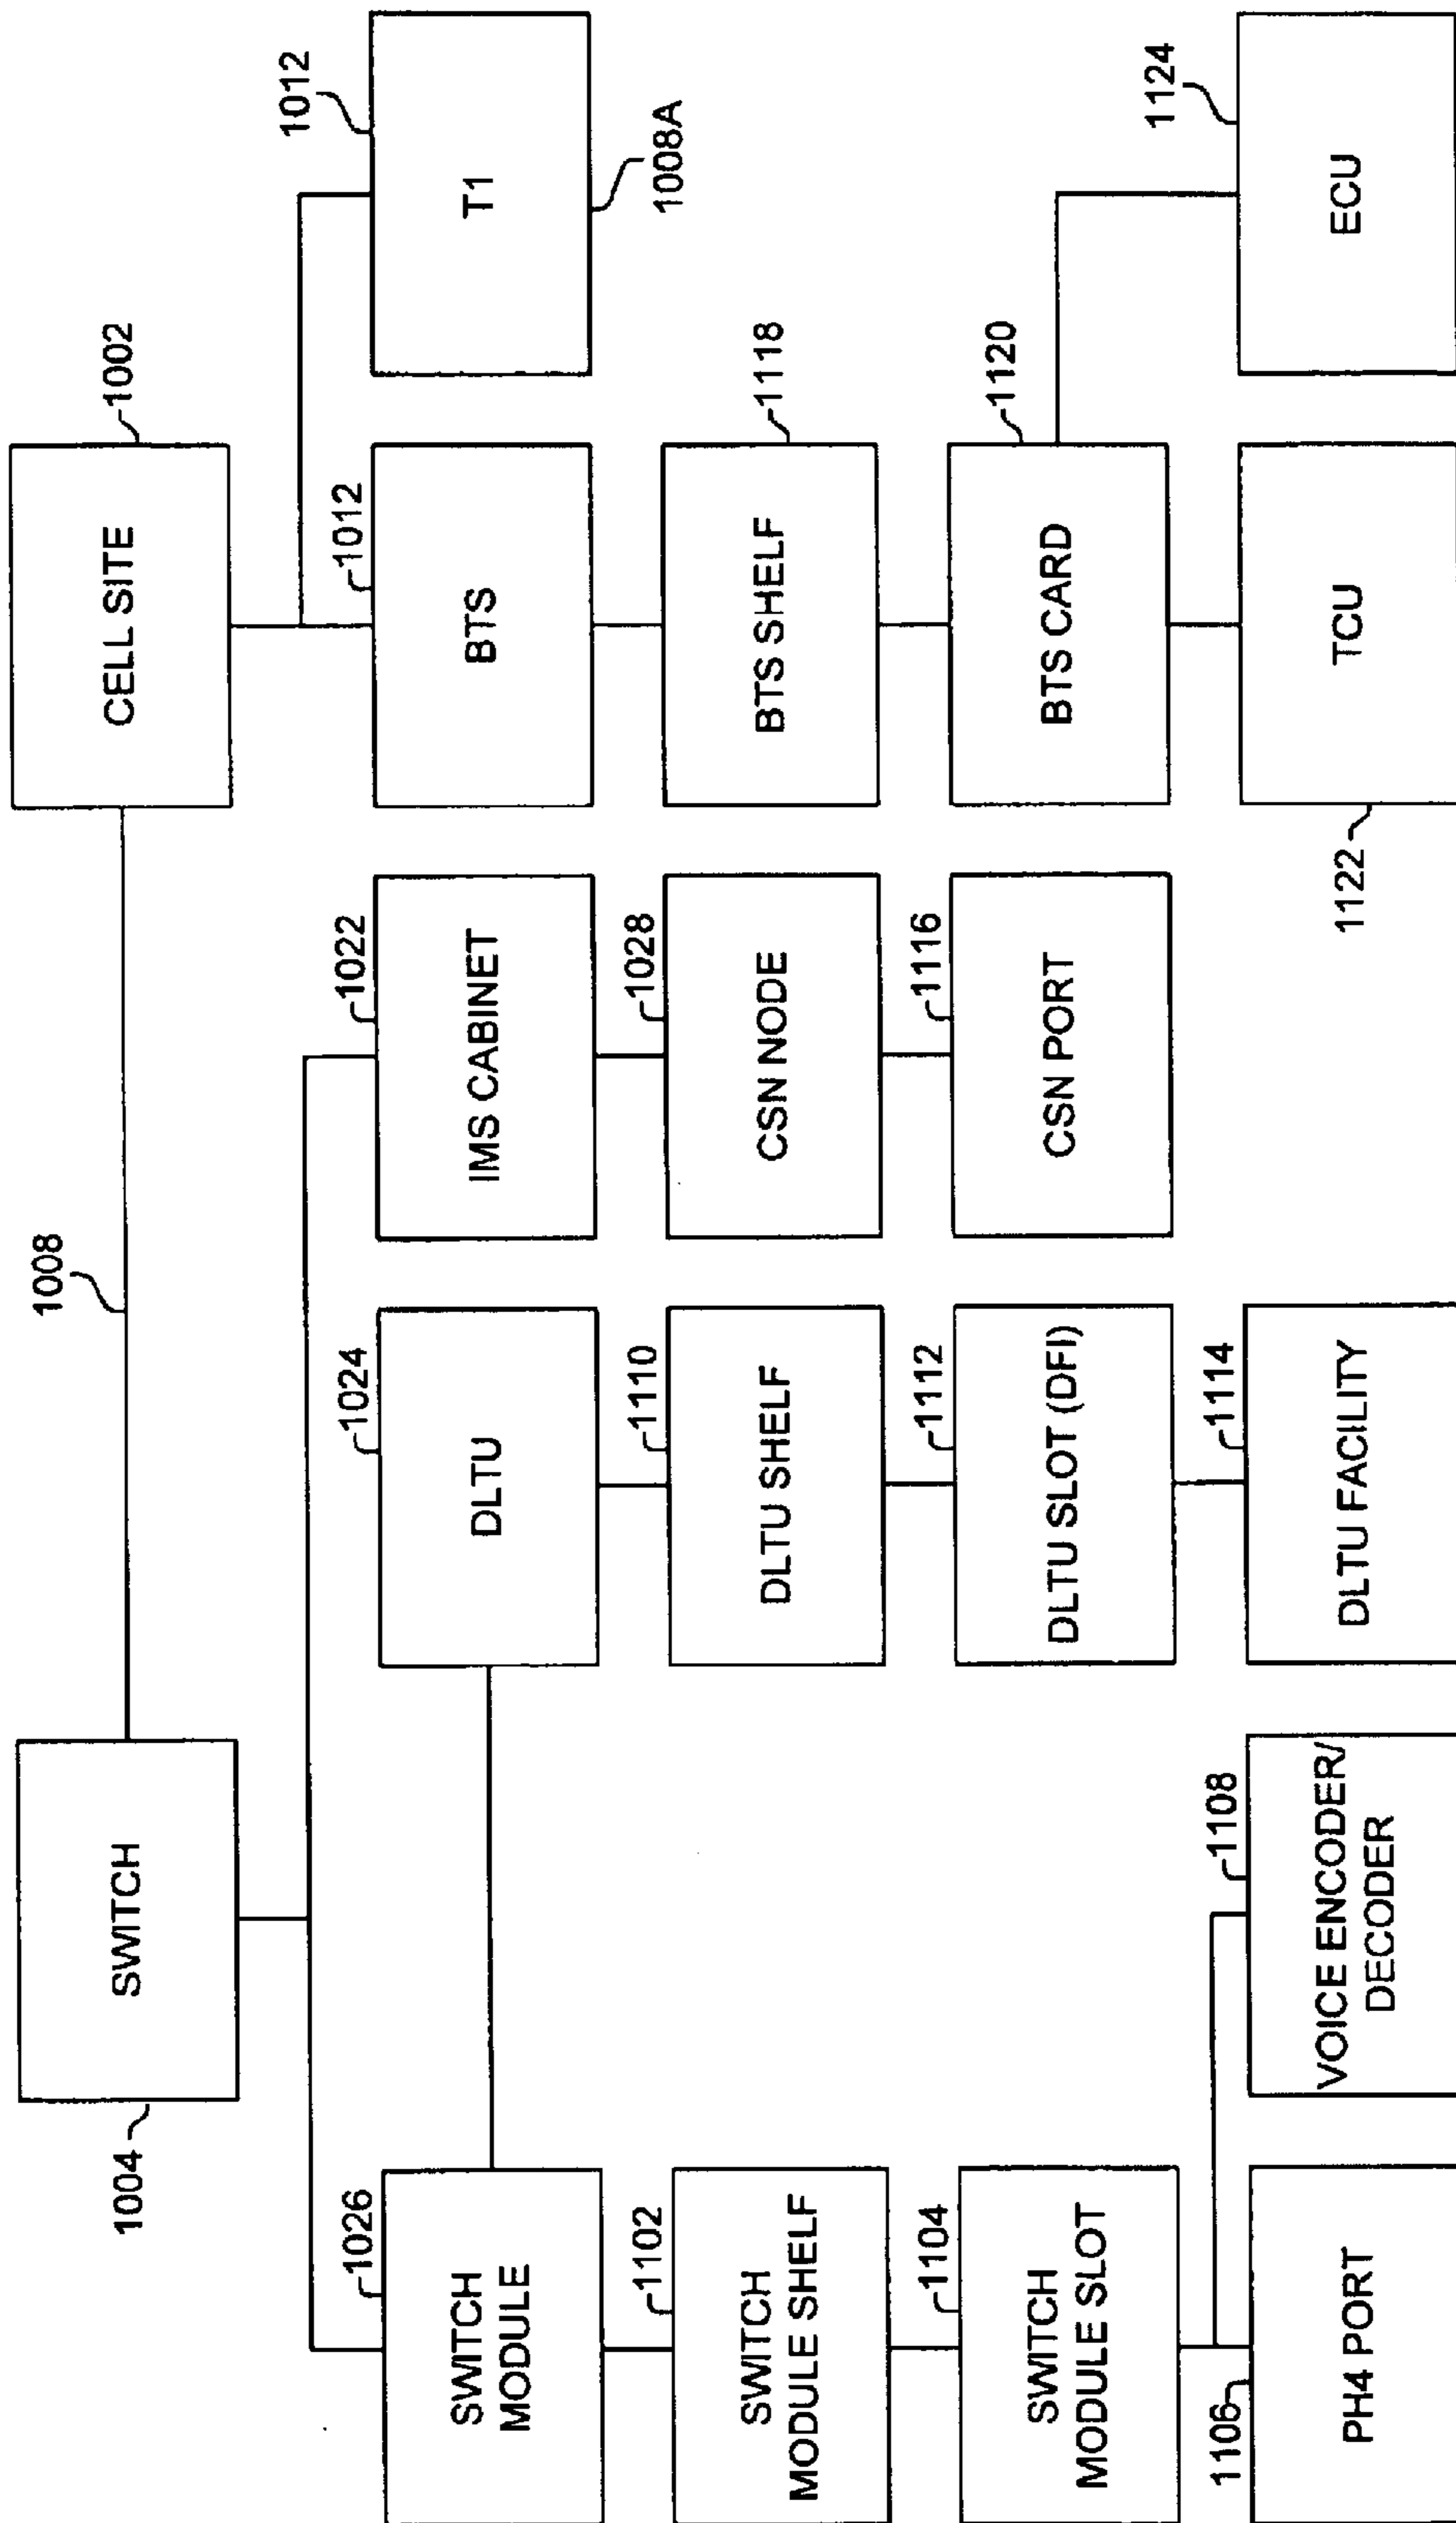 1004
SWITCH
1008
CELL SITE
1002
1026
SWITCH
MODULE
1024
DLTU
1022
IMS CABINET
1012
BTS
1012
T1
1008A
1102
SWITCH
MODULE SHELF
1110
DLTU SHELF
1028
CSN NODE
BTS SHELF
1118
1104
SWITCH
MODULE SLOT
1112
DLTU SLOT (DFI)
1116
CSN PORT
BTS CARD
1120
1106
PH4 PORT
1108
VOICE ENCODER/
DECODER
1114
DLTU FACILITY
1122
TCU
1124
ECU